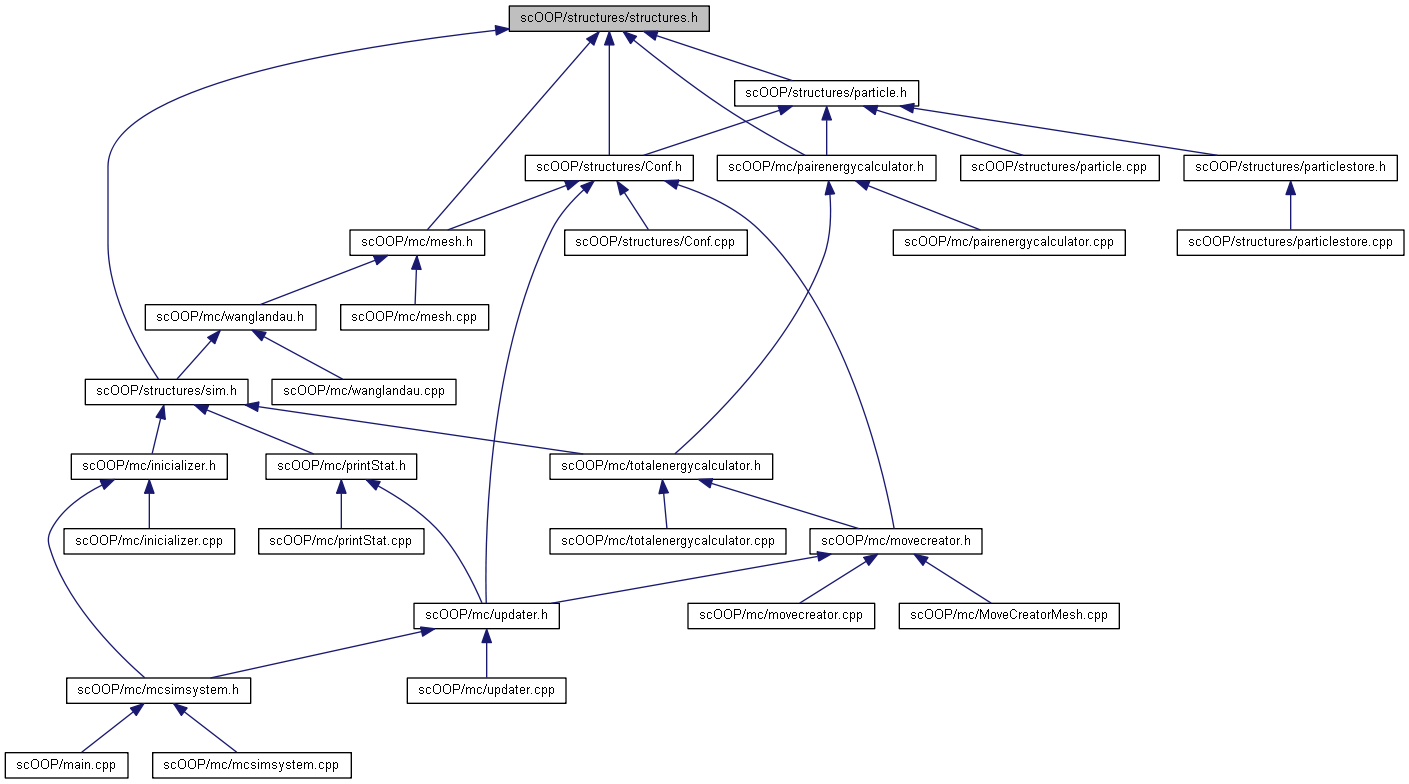 scOOP/structures/structures.h
scOOP/structures/particle.h
scOOP/structures/Conf.h
scOOP/mc/pairenergycalculator.h
scOOP/structures/particle.cpp
scOOP/structures/particlestore.h
scOOP/mc/mesh.h
scOOP/structures/Conf.cpp
scOOP/mc/pairenergycalculator.cpp
scOOP/structures/particlestore.cpp
scOOP/mc/wanglandau.h
scOOP/mc/mesh.cpp
scOOP/structures/sim.h
scOOP/mc/wanglandau.cpp
scOOP/mc/inicializer.h
scOOP/mc/printStat.h
scOOP/mc/totalenergycalculator.h
scOOP/mc/inicializer.cpp
scOOP/mc/printStat.cpp
scOOP/mc/totalenergycalculator.cpp
scOOP/mc/movecreator.h
scOOP/mc/updater.h
scOOP/mc/movecreator.cpp
scOOP/mc/MoveCreatorMesh.cpp
scOOP/mc/mcsimsystem.h
scOOP/mc/updater.cpp
scOOP/main.cpp
scOOP/mc/mcsimsystem.cpp